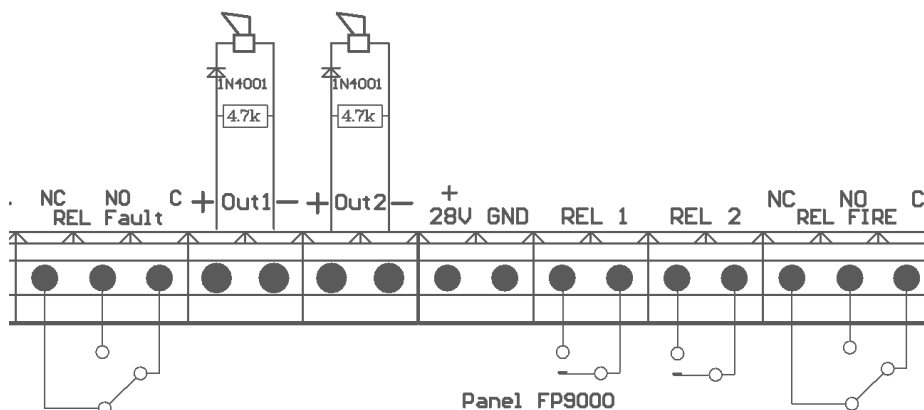 1N4001
1N4001
4.7k
4.7k
NC NO C + Out1 - + Out2 - + NC NO C
REL Fault 28V GND REL 1 REL 2 REL FIRE
Panel FP9000